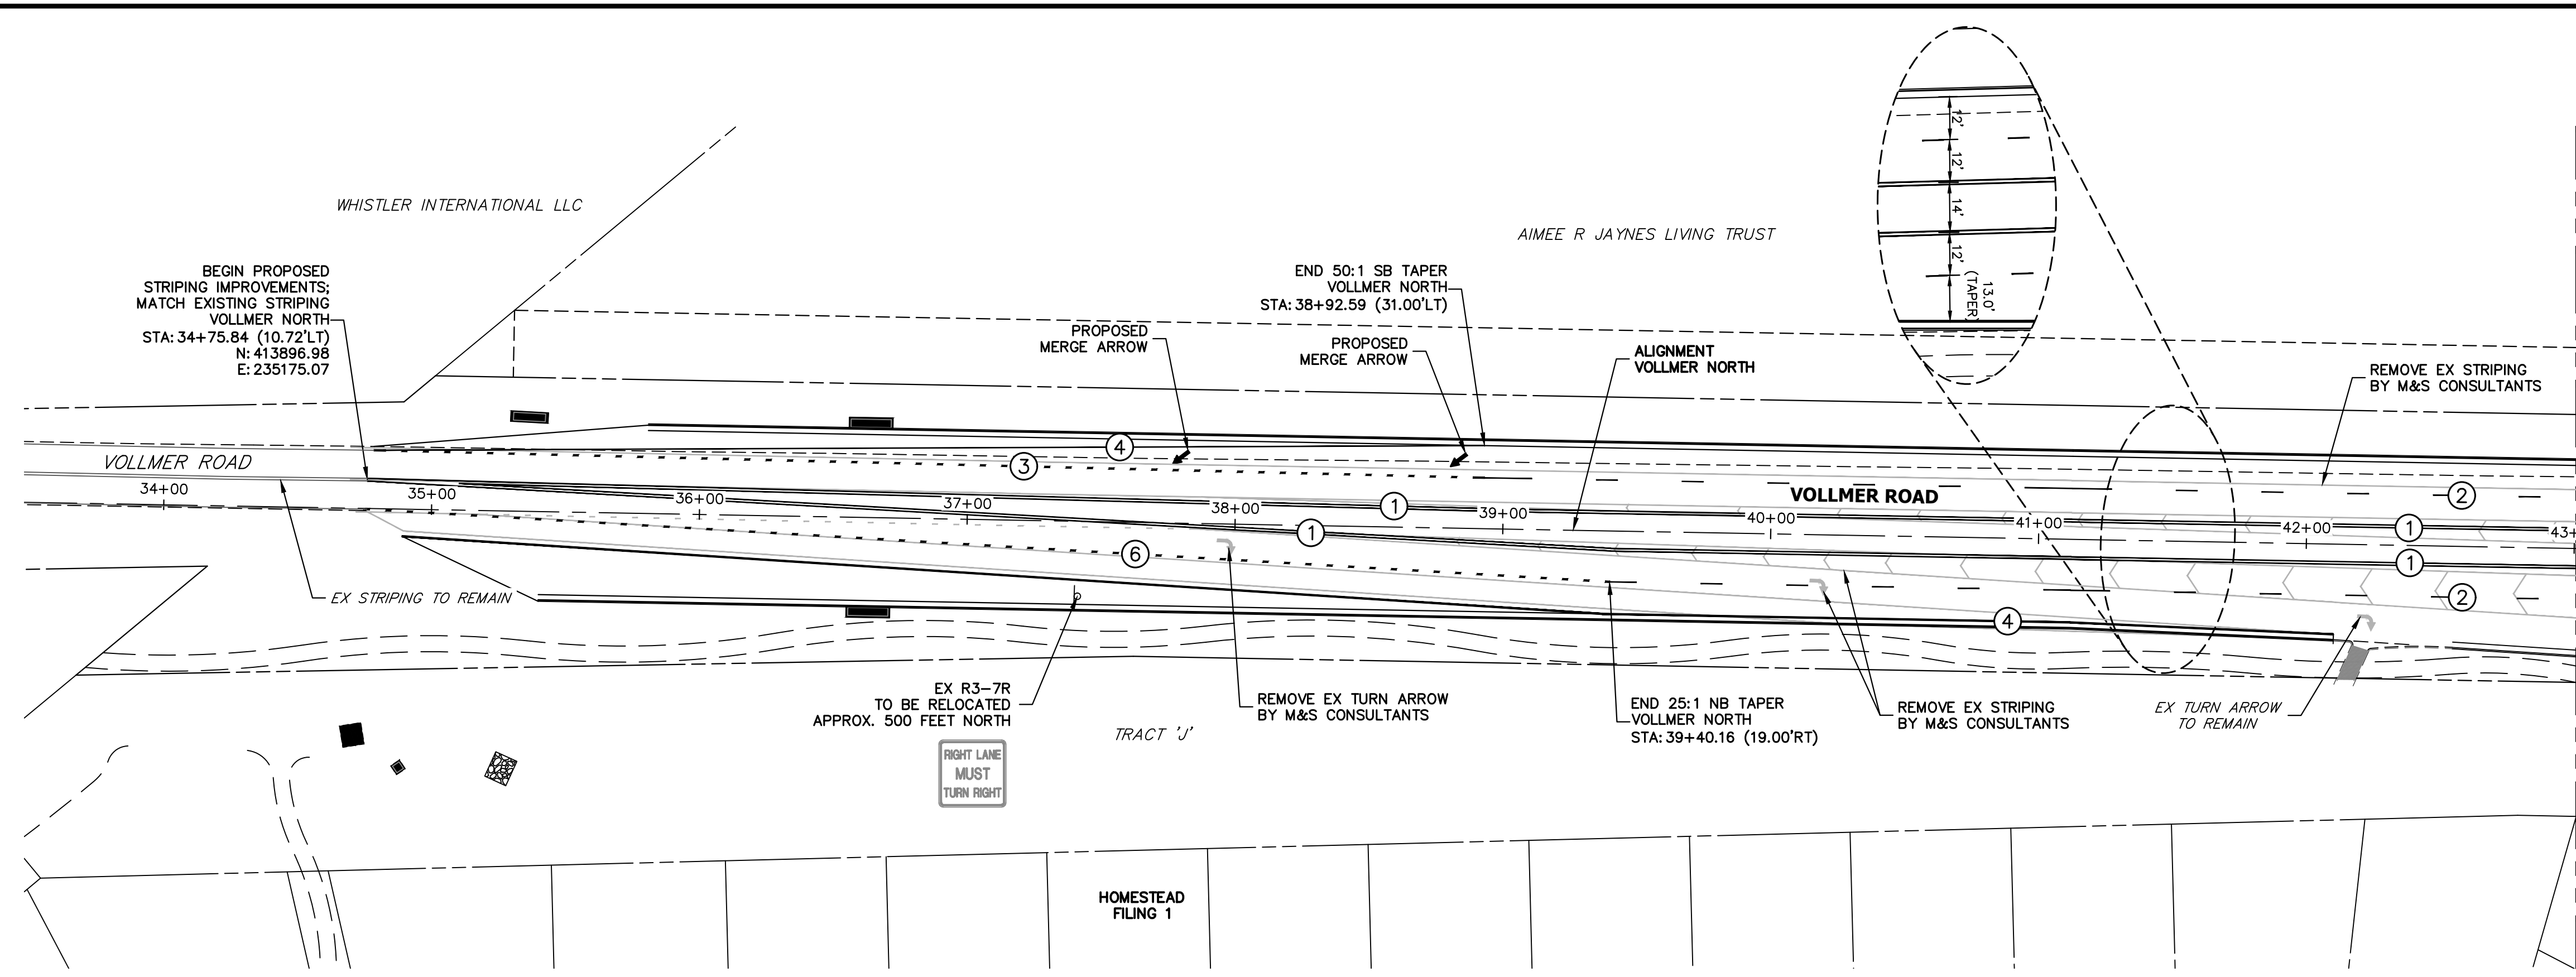 WHISTLER INTERNATIONAL LLC
AIMEE R JAYNES LIVING TRUST
12'
12'
14'
12'
13.0'
(TAPER)
BEGIN PROPOSED
STRIPING IMPROVEMENTS;
MATCH EXISTING STRIPING
VOLLMER NORTH
STA: 34+75.84 (10.72'LT)
N: 413896.98
E: 235175.07
END 50:1 SB TAPER
VOLLMER NORTH
STA: 38+92.59 (31.00'LT)
PROPOSED
MERGE ARROW
PROPOSED
MERGE ARROW
ALIGNMENT
VOLLMER NORTH
REMOVE EX STRIPING
BY M&S CONSULTANTS
VOLLMER ROAD
VOLLMER ROAD
34+00
35+00
36+00
37+00
38+00
39+00
40+00
41+00
42+00
43+
4
3
1
1
6
2
1
1
2
4
EX STRIPING TO REMAIN
EX R3-7R
TO BE RELOCATED
APPROX. 500 FEET NORTH
RIGHT LANE
MUST
TURN RIGHT
REMOVE EX TURN ARROW
BY M&S CONSULTANTS
TRACT 'J'
END 25:1 NB TAPER
VOLLMER NORTH
STA: 39+40.16 (19.00'RT)
REMOVE EX STRIPING
BY M&S CONSULTANTS
EX TURN ARROW
TO REMAIN
HOMESTEAD
FILING 1